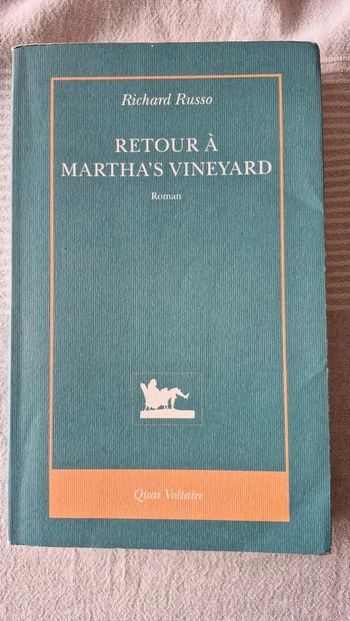 Richard Russo
RETOUR À
MARTHA'S VINEYARD
Roman
Quai Voltaire